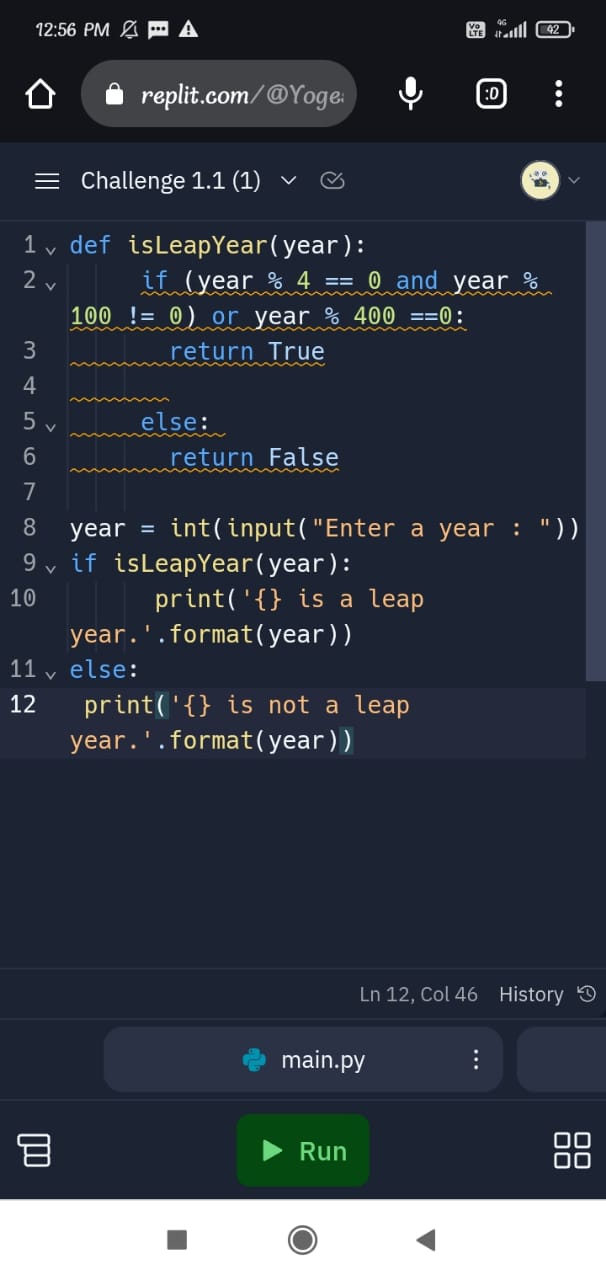 12:56 PM
Vo LTE 4G 42
replit.com/@Yoge
:D
Challenge 1.1 (1)
1 def isLeapYear(year):
2 if (year % 4 == 0 and year %
100 != 0) or year % 400 ==0:
3 return True
4
5 else:
6 return False
7
8 year = int(input("Enter a year : "))
9 if isLeapYear(year):
10 print('{} is a leap
year.'.format(year))
11 else:
12 print('{} is not a leap
year.'.format(year))
Ln 12, Col 46 History
main.py
Run